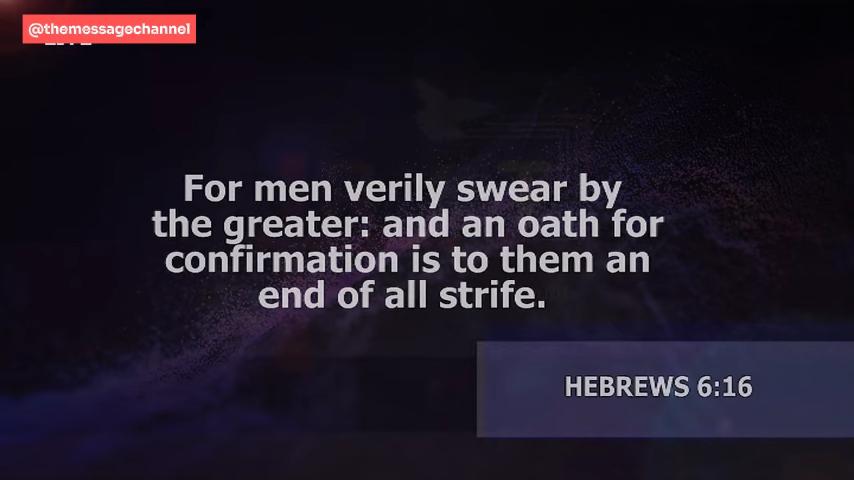 @themessagechannel
For men verily swear by
the greater: and an oath for
confirmation is to them an
end of all strife.
HEBREWS 6:16